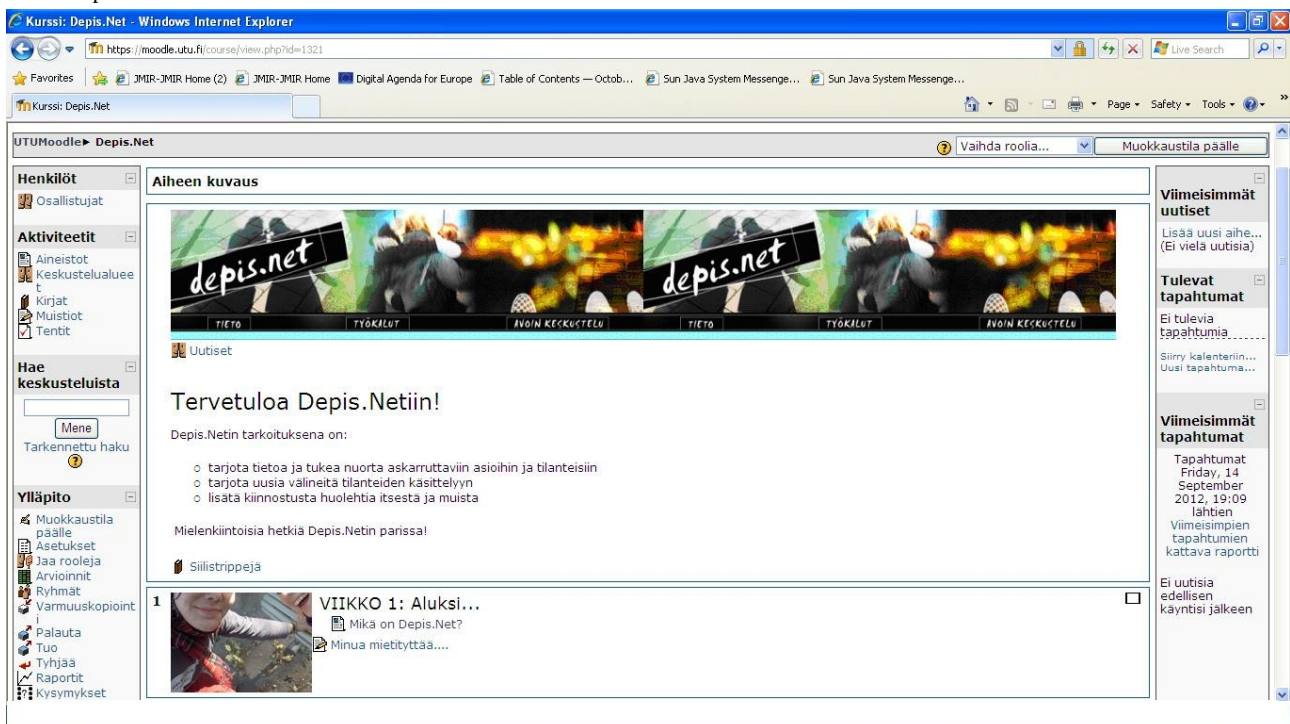 Kurssi: Depis.Net - Windows Internet Explorer
https://moodle.utu.fi/course/view.php?id=1321
Live Search
Favorites JMIR-JMIR Home (2) JMIR-JMIR Home Digital Agenda for Europe Table of Contents — Octob... Sun Java System Messenge... Sun Java System Messenge...
Kurssi: Depis.Net
Page Safety Tools
UTUMoodle► Depis.Net
Vaihda roolia... Muokkaustila päälle
Henkilöt
Osallistujat
Aktiviteetit
Aineistot
Keskustelualuee
t
Kirjat
Muistiot
Tentit
Hae
keskusteluista
Mene
Tarkennettu haku
Ylläpito
Muokkaustila
päälle
Asetukset
Jaa rooleja
Arvioinnit
Ryhmät
Varmuuskopioint
i
Palauta
Tuo
Tyhjää
Raportit
Kysymykset
Aiheen kuvaus
depis.net depis.net
TIETO TYÖKALUT AVOIN KESKUSTELU TIETO TYÖKALUT AVOIN KESKUSTELU
Uutiset
Tervetuloa Depis.Netiin!
Depis.Netin tarkoituksena on:
tarjota tietoa ja tukea nuorta askarruttaviin asioihin ja tilanteisiin
tarjota uusia välineitä tilanteiden käsittelyyn
lisätä kiinnostusta huolehtia itsestä ja muista
Mielenkiintoisia hetkiä Depis.Netin parissa!
Siilistrippejä
1 VIIKKO 1: Aluksi...
Mikä on Depis.Net?
Minua mietityttää....
Viimeisimmät
uutiset
Lisää uusi aihe...
(Ei vielä uutisia)
Tulevat
tapahtumat
Ei tulevia
tapahtumia
Siirry kalenteriin...
Uusi tapahtuma...
Viimeisimmät
tapahtumat
Tapahtumat
Friday, 14
September
2012, 19:09
lähtien
Viimeisimpien
tapahtumien
kattava raportti
Ei uutisia
edellisen
käyntisi jälkeen